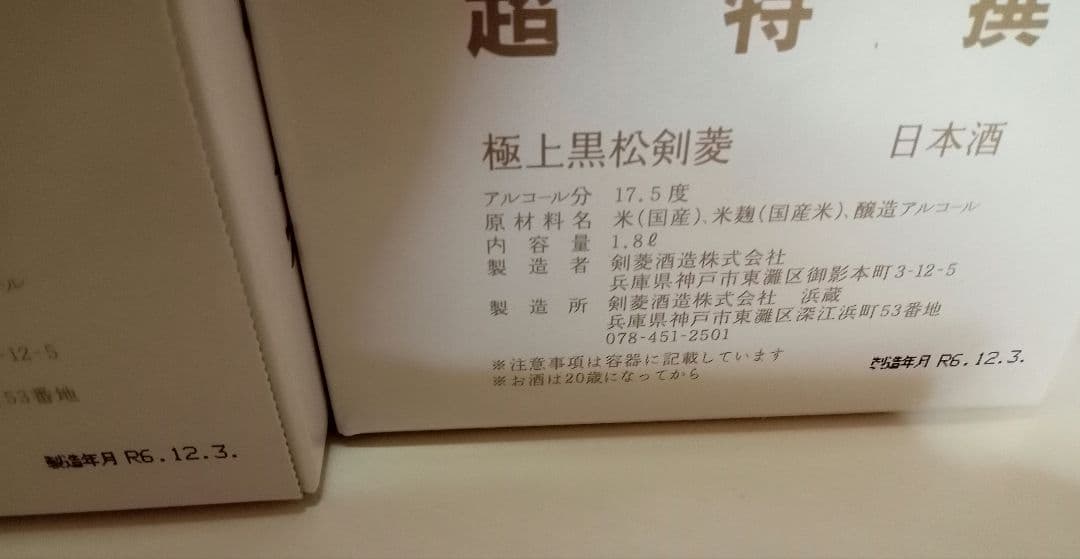 超特撰
極上黒松剣菱 日本酒
アルコール分 17.5度
原材料名 米(国産)、米麹(国産米)、醸造アルコール
内容量 1.8ℓ
製造者 剣菱酒造株式会社
兵庫県神戸市東灘区御影本町3-12-5
製造所 剣菱酒造株式会社 浜蔵
兵庫県神戸市東灘区深江浜町53番地
078-451-2501
※注意事項は容器に記載しています
※お酒は20歳になってから
製造年月 R6.12.3.
ル
-12-5
53番地
製造年月 R6.12.3.